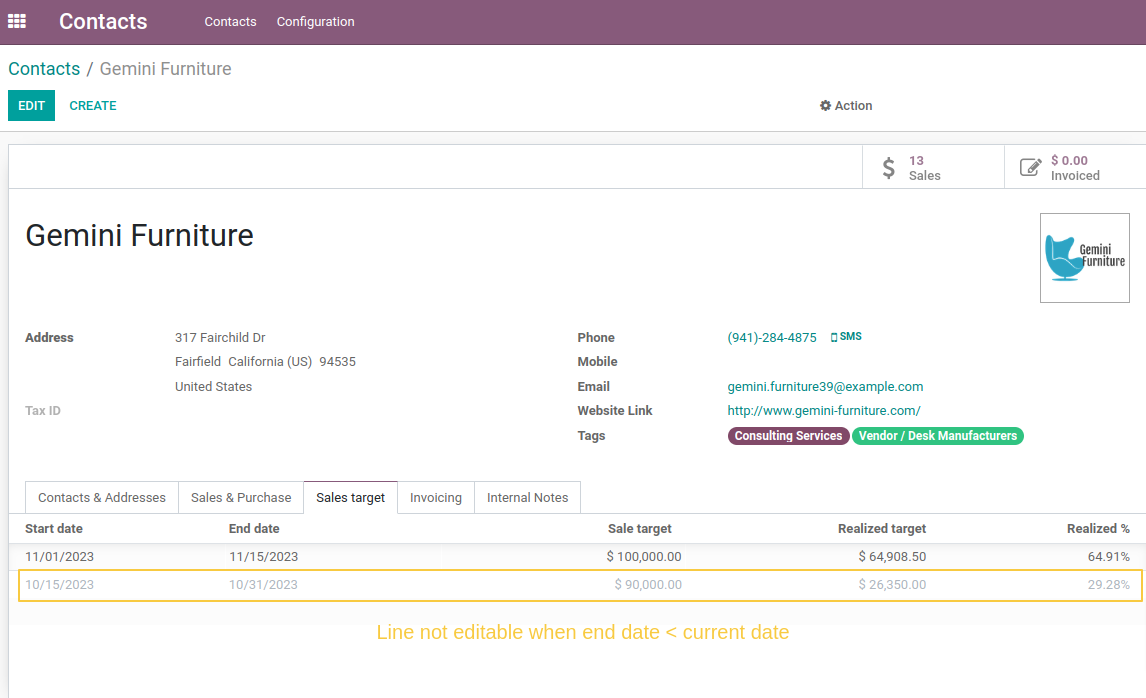 Contacts Contacts Configuration
Contacts / Gemini Furniture
EDIT CREATE Action
13
Sales
$ 0.00
Invoiced
Gemini Furniture
Gemini
Furniture
Address 317 Fairchild Dr
Fairfield California (US) 94535
United States
Tax ID
Phone (941)-284-4875 SMS
Mobile
Email gemini.furniture39@example.com
Website Link http://www.gemini-furniture.com/
Tags Consulting Services Vendor / Desk Manufacturers
Contacts & Addresses Sales & Purchase Sales target Invoicing Internal Notes
Start date End date Sale target Realized target Realized %
11/01/2023 11/15/2023 $ 100,000.00 $ 64,908.50 64.91%
10/15/2023 10/31/2023 $ 90,000.00 $ 26,350.00 29.28%
Line not editable when end date < current date